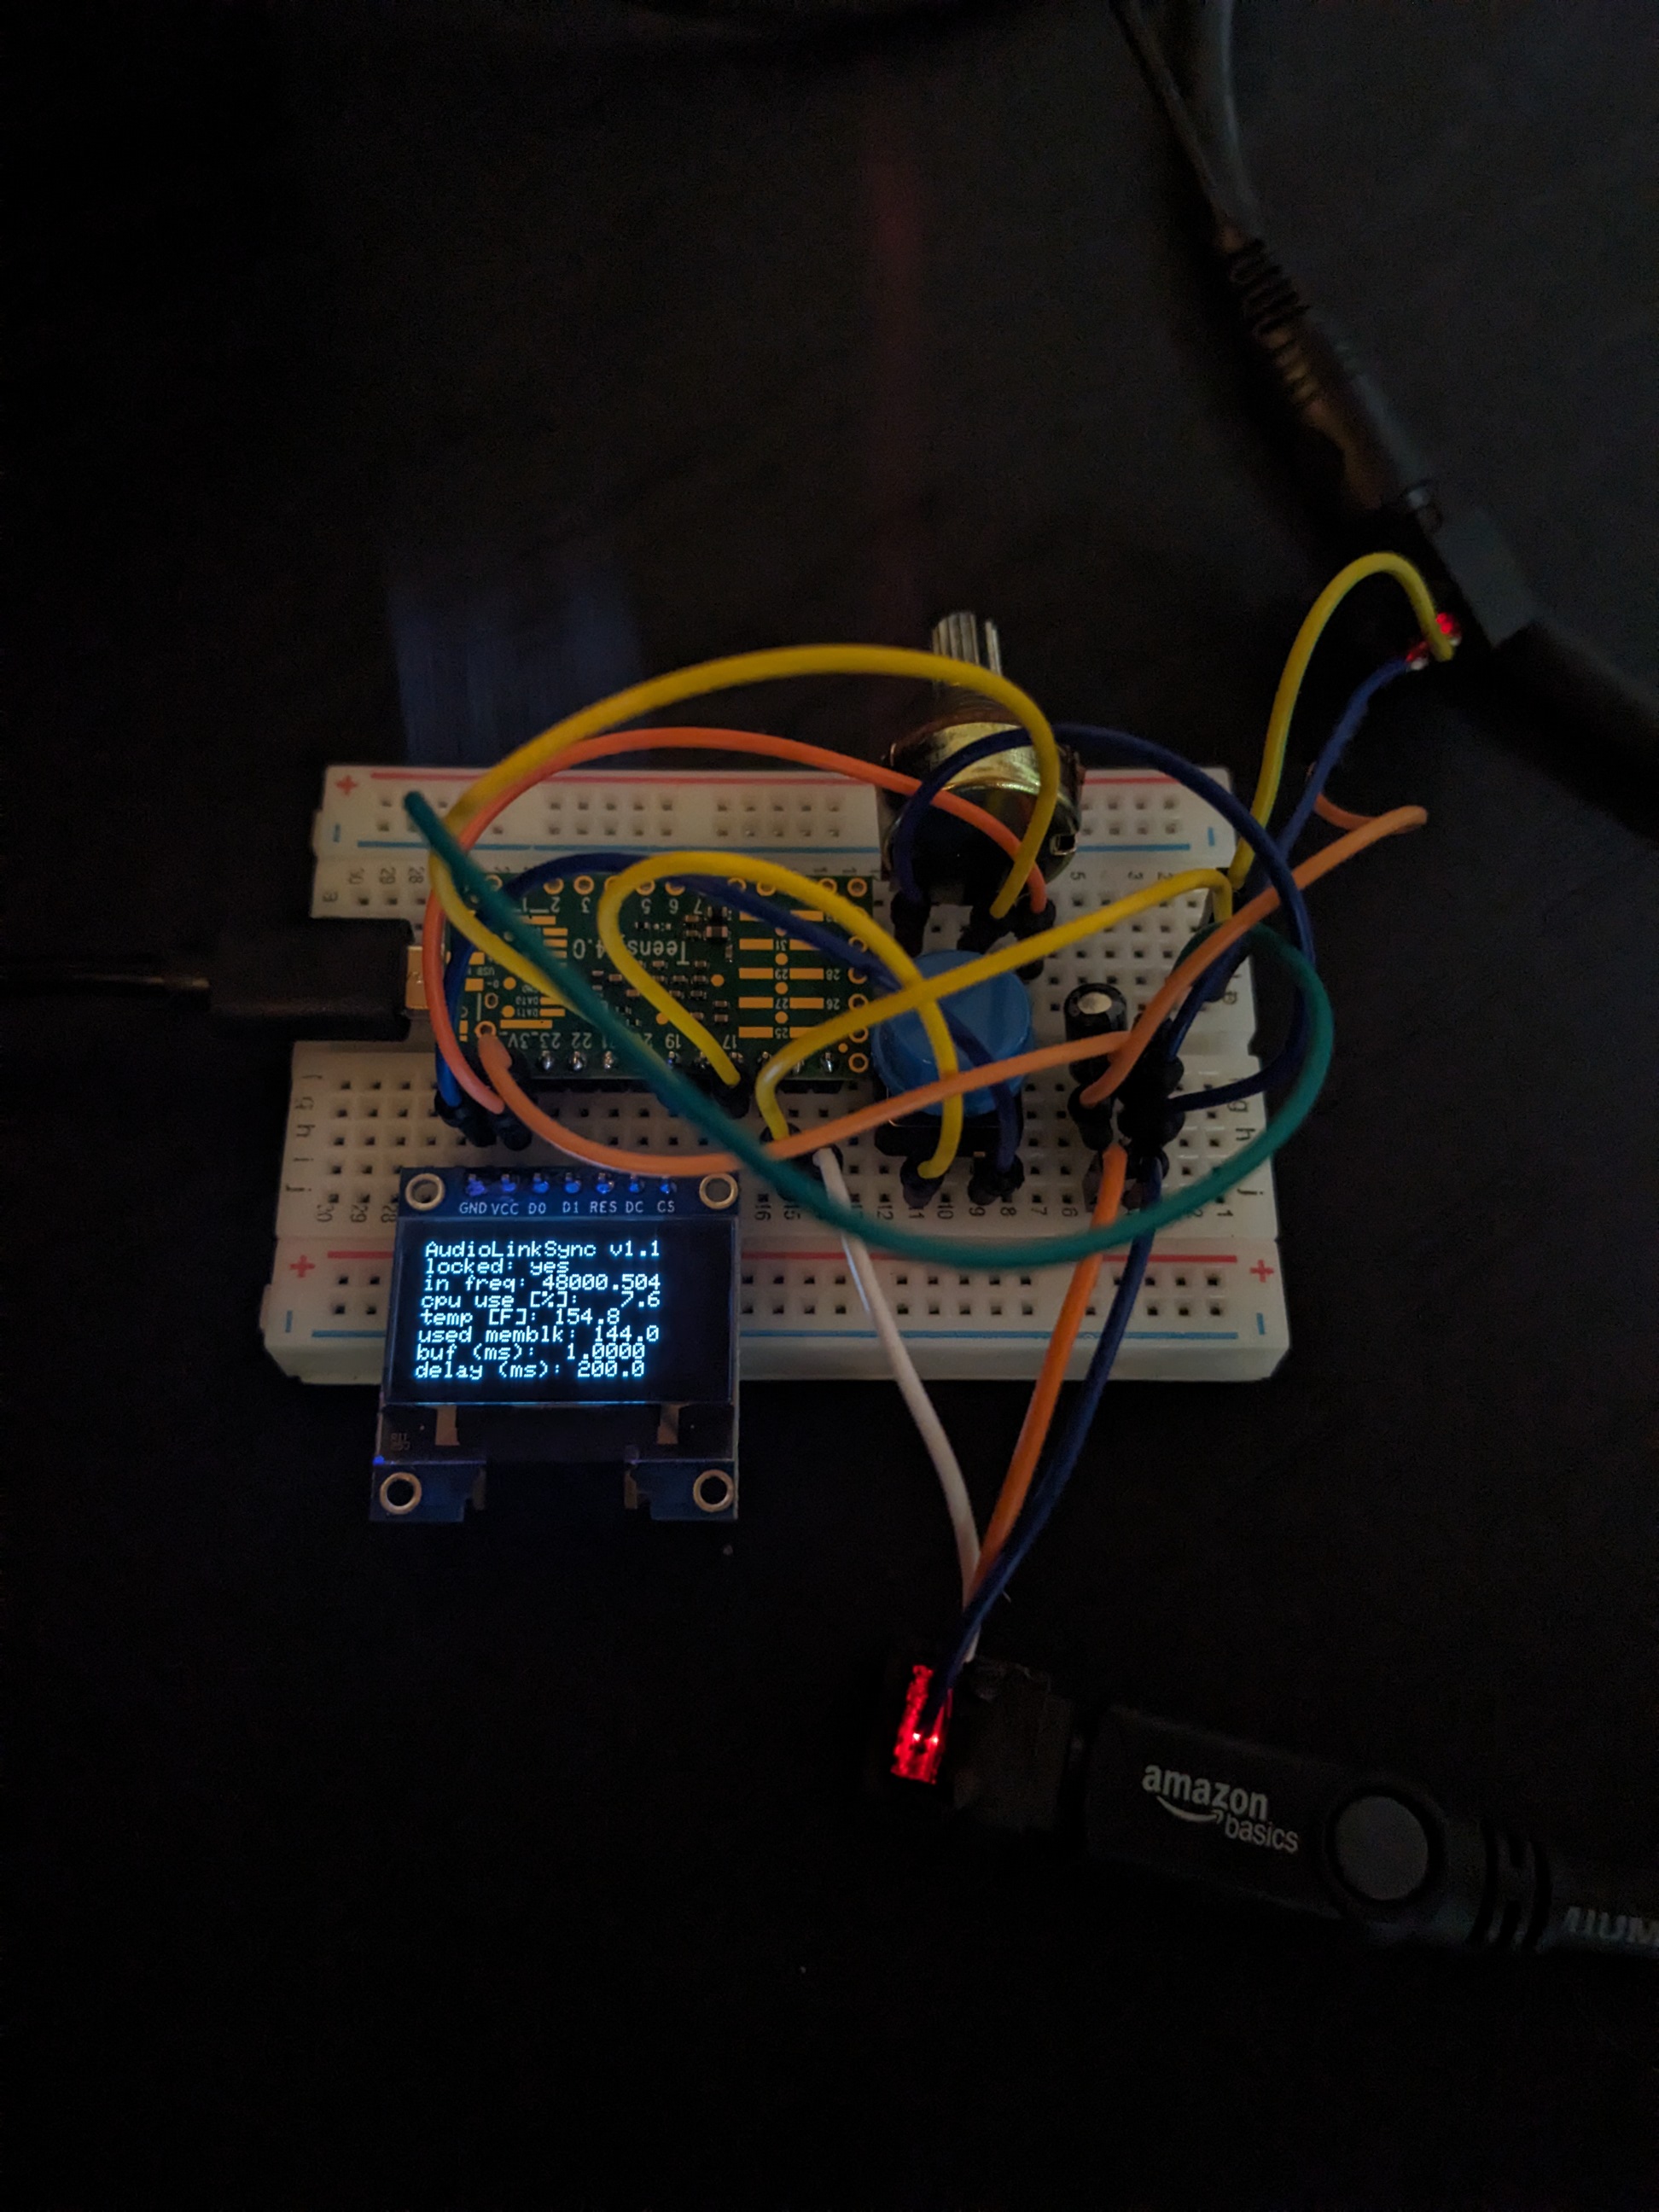 Teensy 4.0
GND VCC D0 D1 RES DC CS
AudioLinkSync v1.1
locked: yes
in freq: 48000.504
cpu use [%]: 7.6
temp [F]: 154.8
used memblk: 144.0
buf (ms): 1.0000
delay (ms): 200.0
amazon
basics